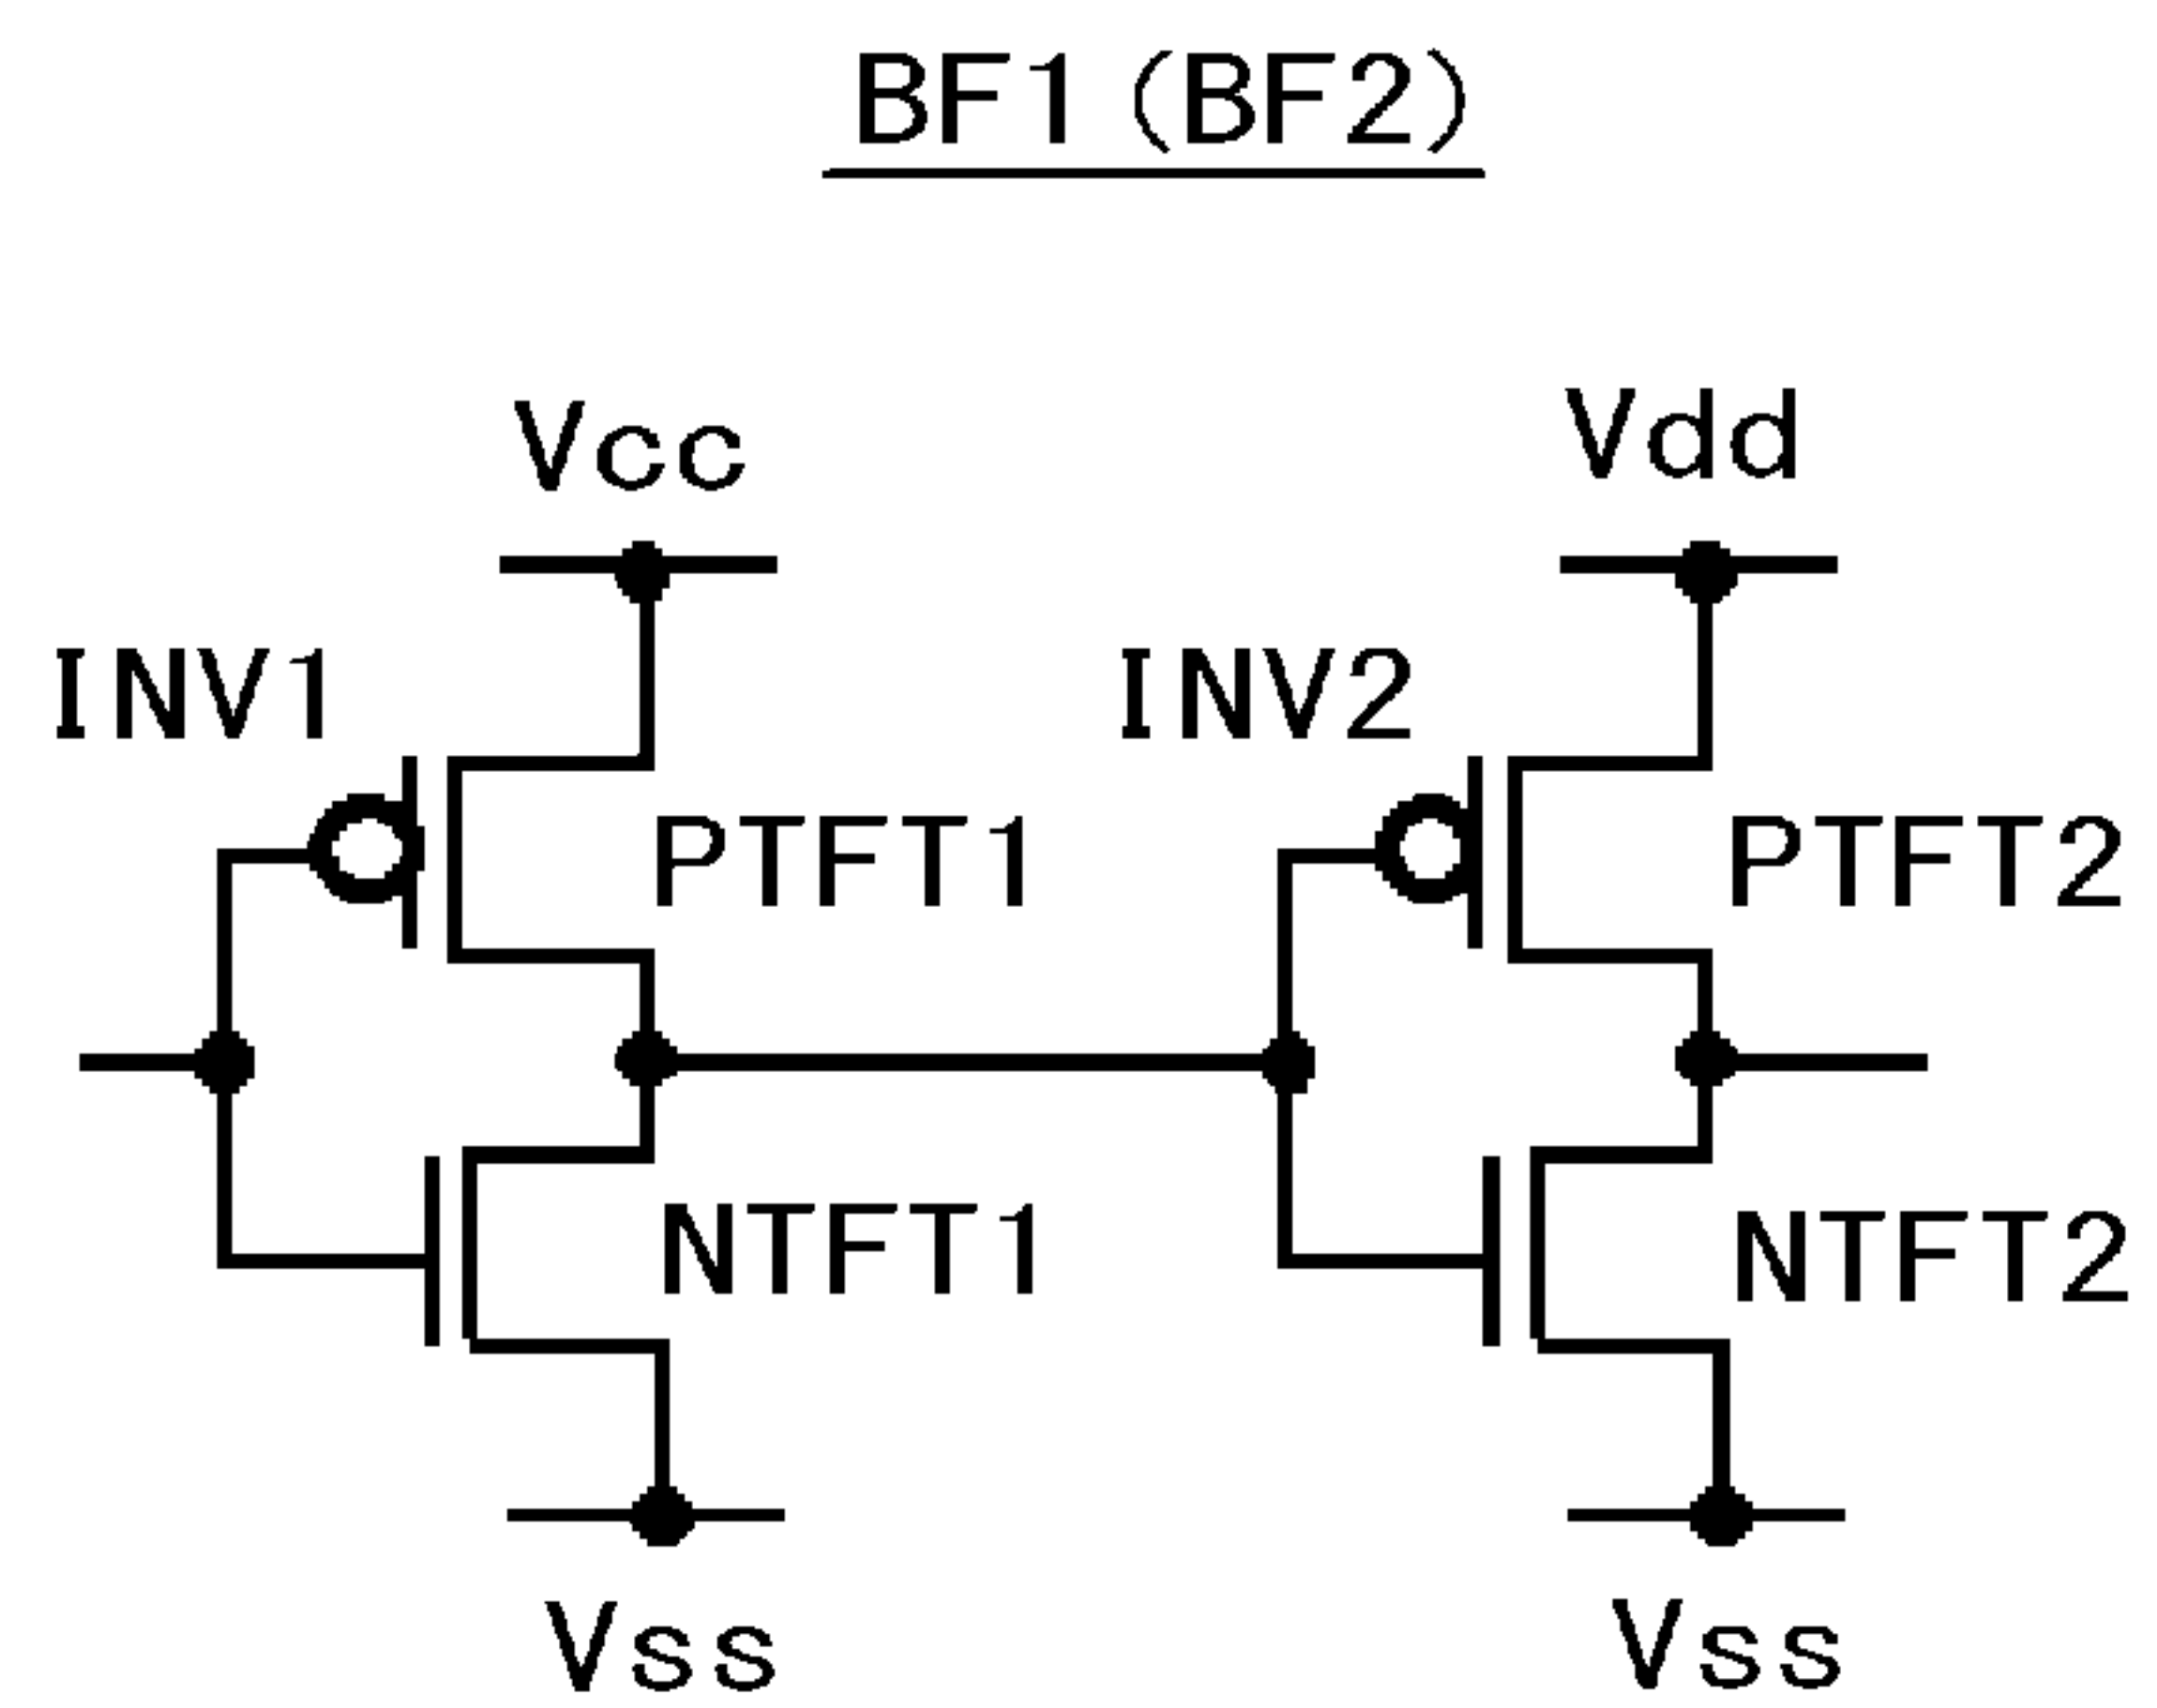 BF1 (BF2)
Vcc
Vdd
INV1
INV2
PTFT1
PTFT2
NTFT1
NTFT2
Vss
Vss